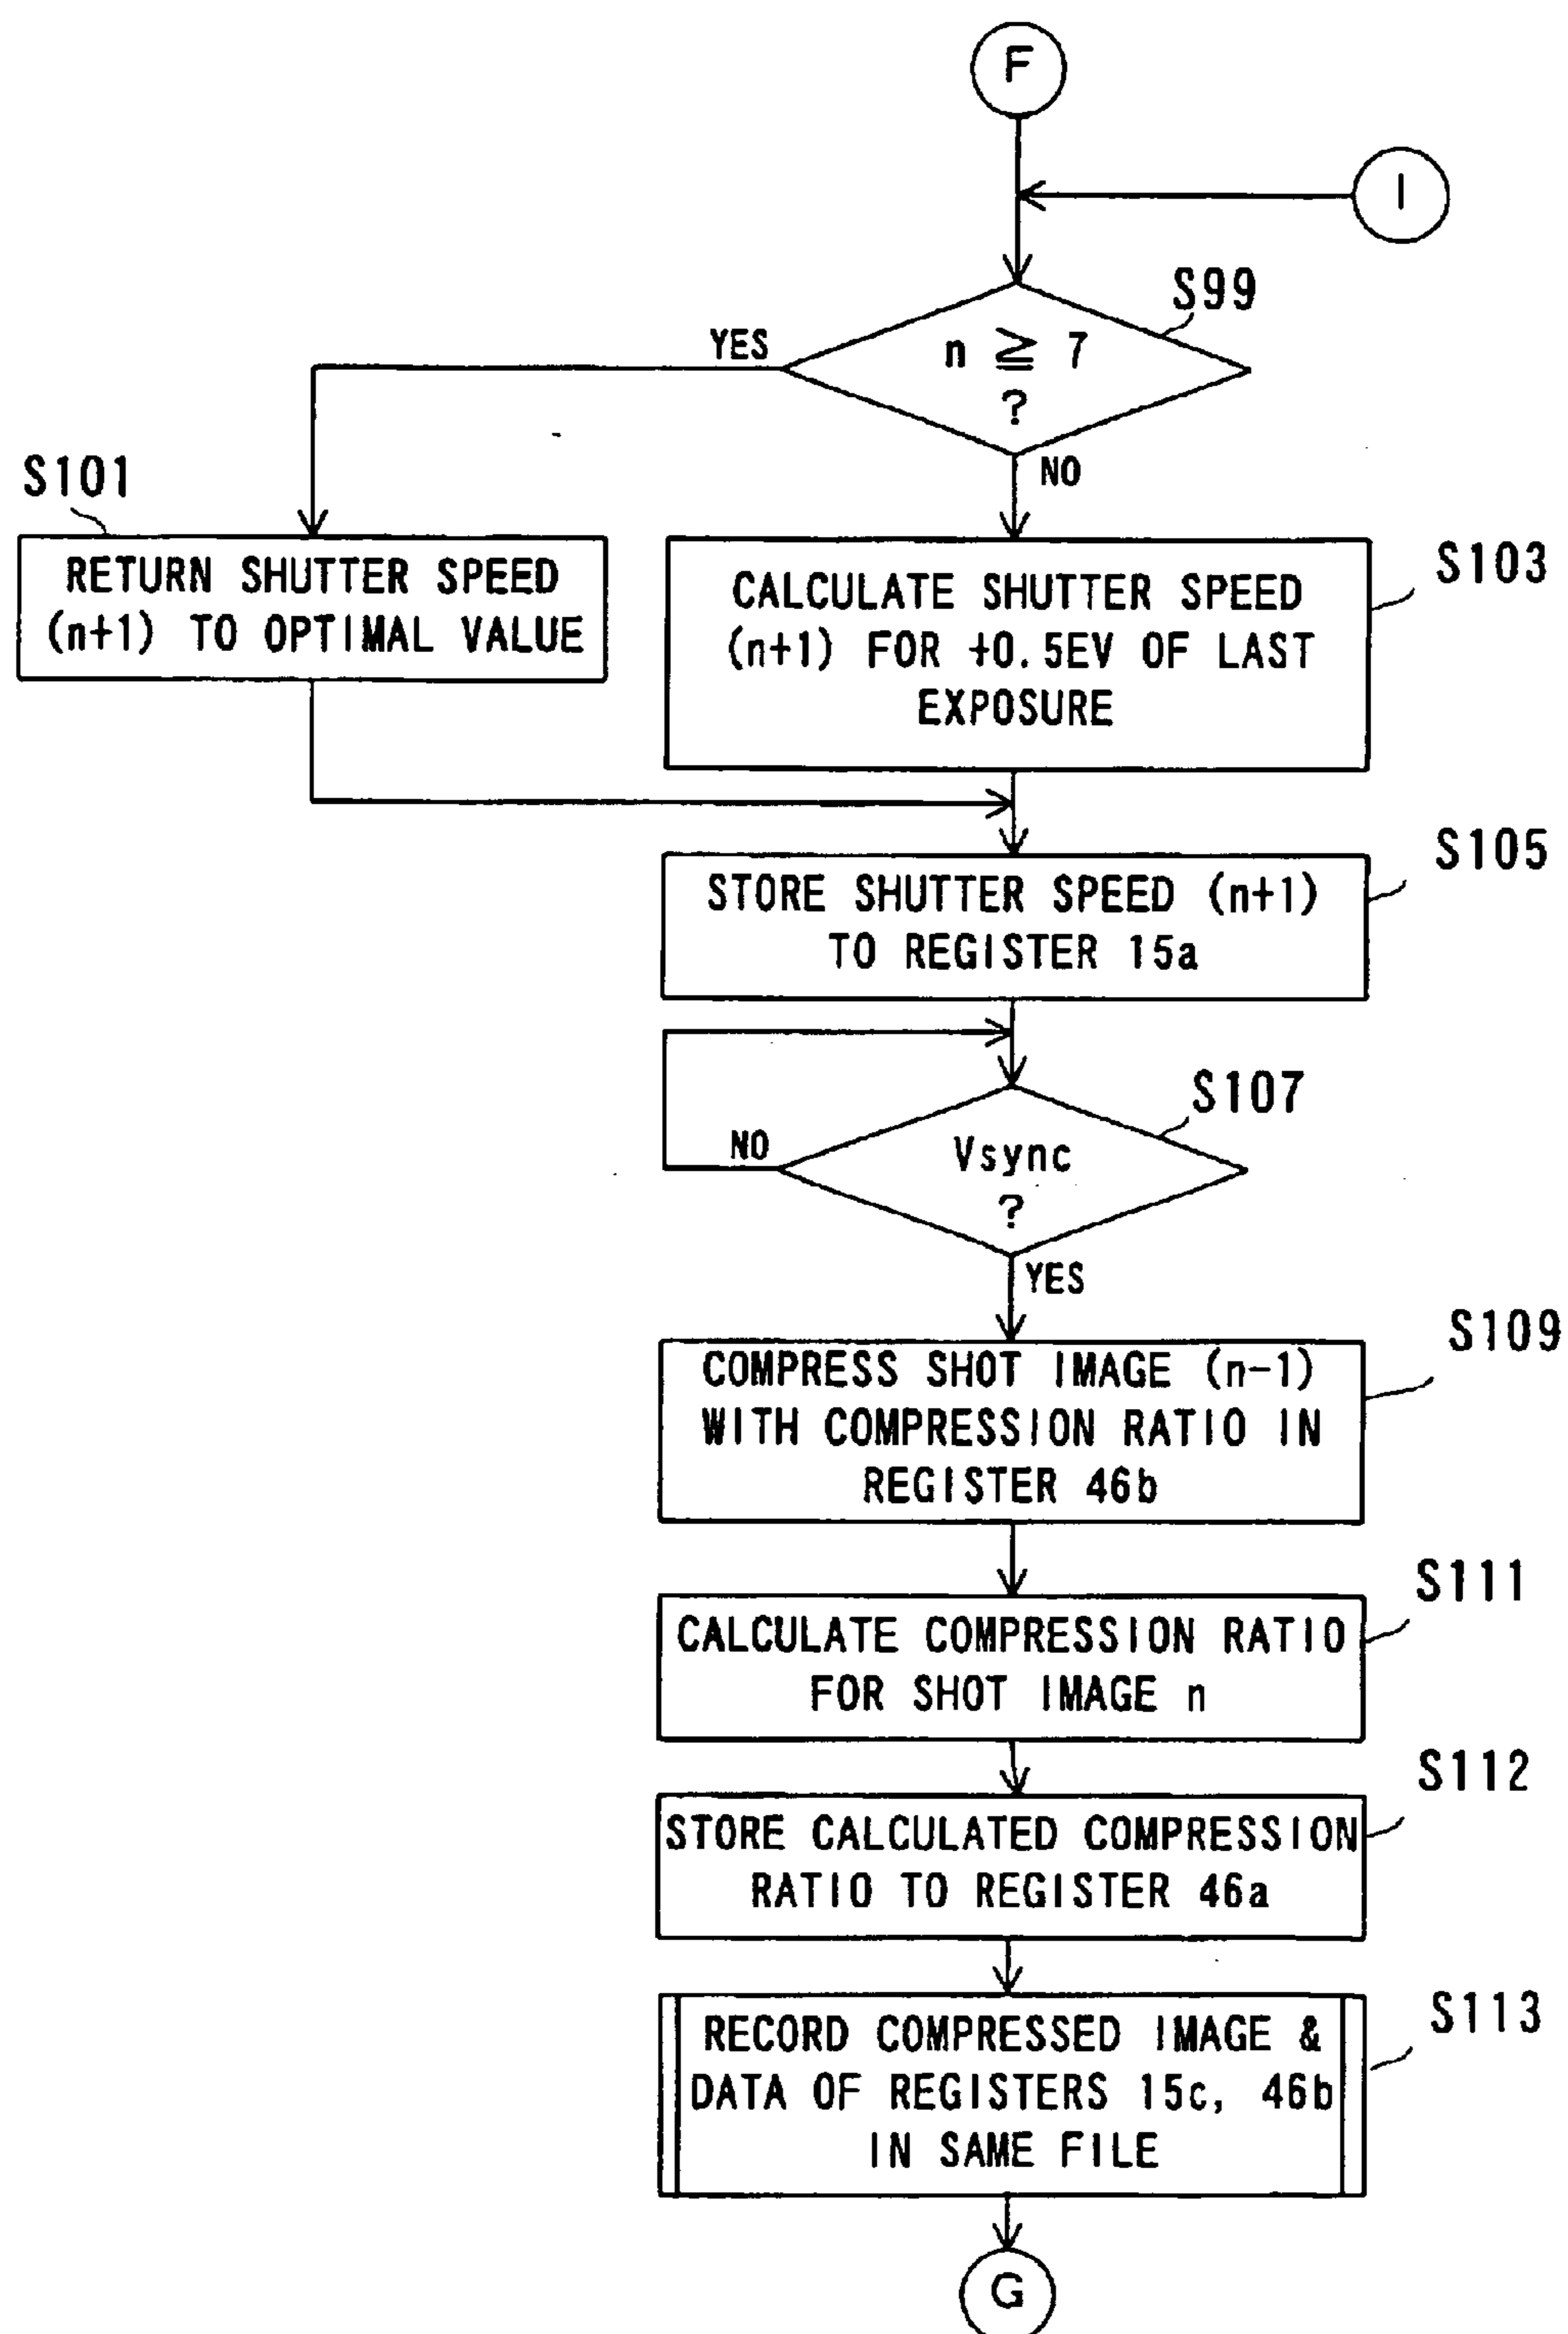 F
I
S99
YES
n ≧ 7
?
NO
S101
RETURN SHUTTER SPEED
(n+1) TO OPTIMAL VALUE
S103
CALCULATE SHUTTER SPEED
(n+1) FOR +0.5EV OF LAST
EXPOSURE
S105
STORE SHUTTER SPEED (n+1)
TO REGISTER 15a
S107
NO
Vsync
?
YES
S109
COMPRESS SHOT IMAGE (n-1)
WITH COMPRESSION RATIO IN
REGISTER 46b
S111
CALCULATE COMPRESSION RATIO
FOR SHOT IMAGE n
S112
STORE CALCULATED COMPRESSION
RATIO TO REGISTER 46a
S113
RECORD COMPRESSED IMAGE &
DATA OF REGISTERS 15c, 46b
IN SAME FILE
G